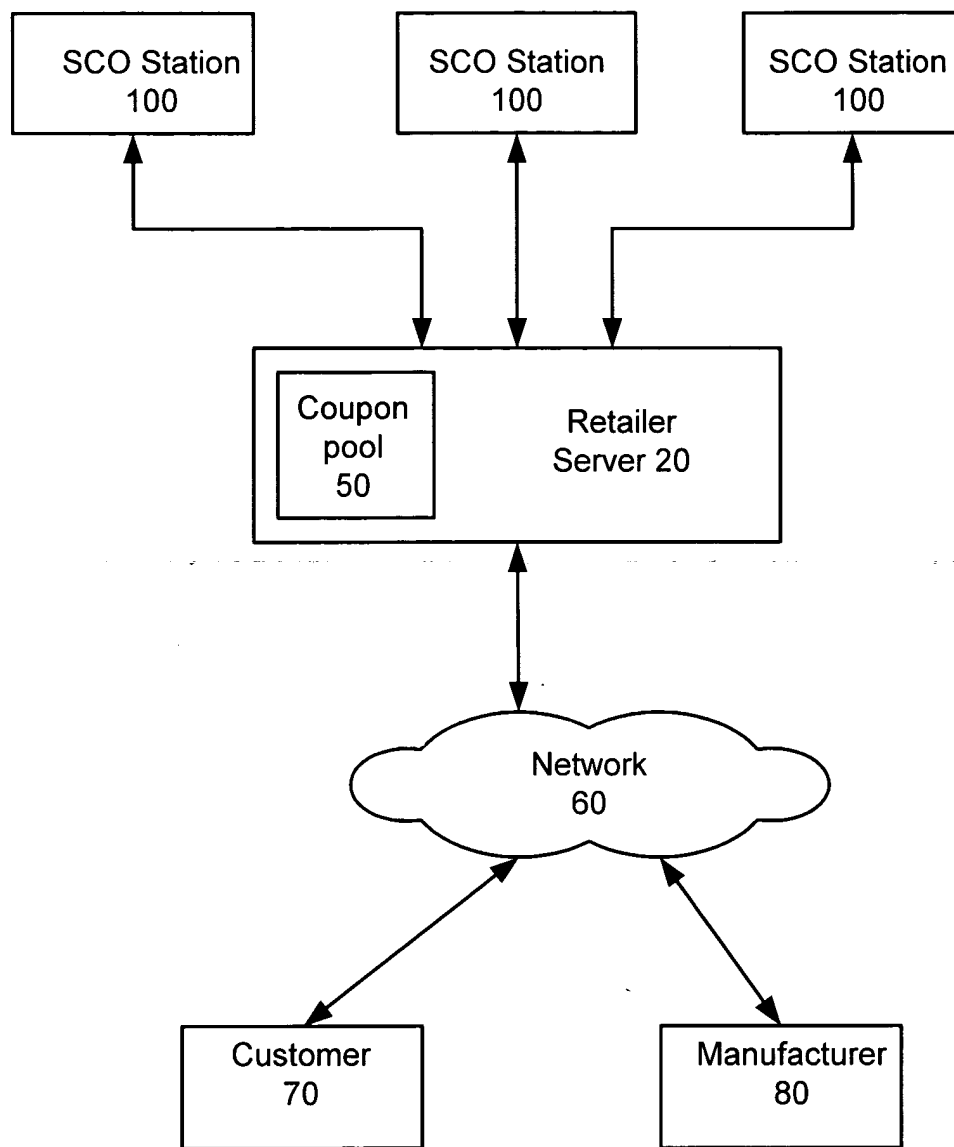 SCO Station
100
SCO Station
100
SCO Station
100
Coupon
pool
50
Retailer
Server 20
Network
60
Customer
70
Manufacturer
80